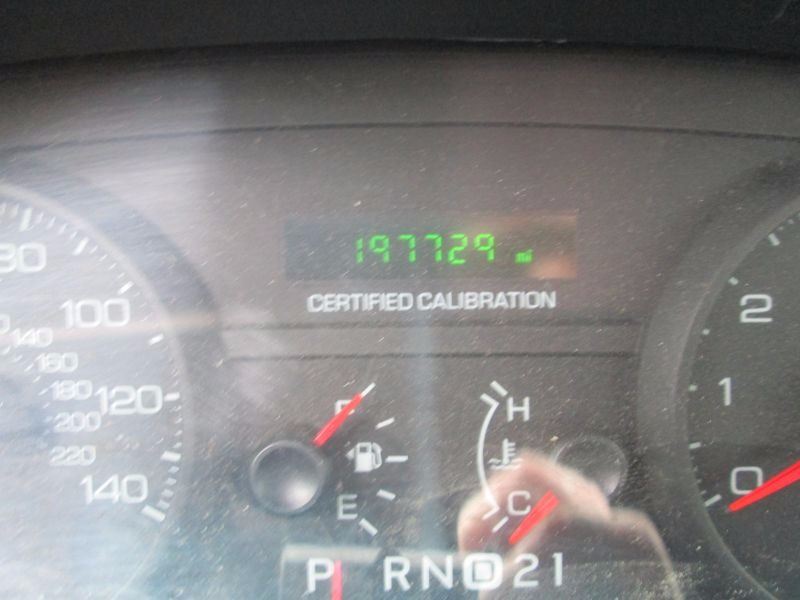 197729 mi
CERTIFIED CALIBRATION
80
100
120
140
140
160
180
200
220
F
E
H
C
2
1
0
P R N D 2 1